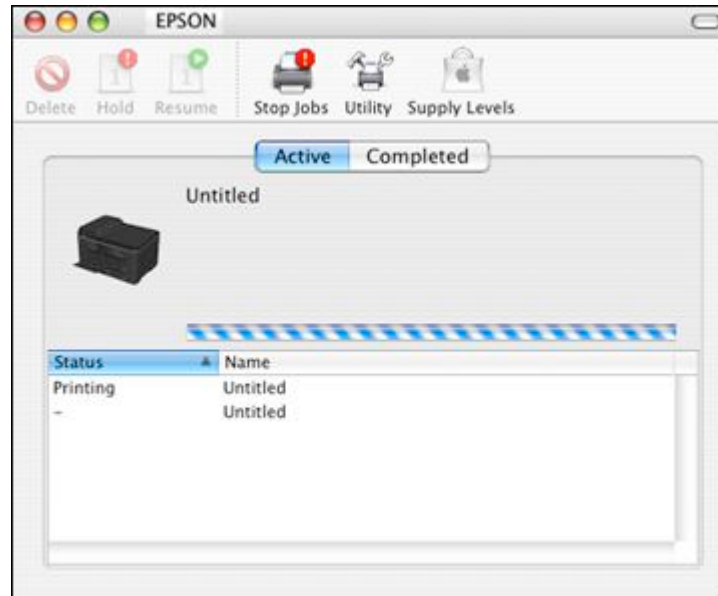 EPSON
Delete Hold Resume Stop Jobs Utility Supply Levels
Active Completed
Untitled
Status Name
Printing Untitled
- Untitled